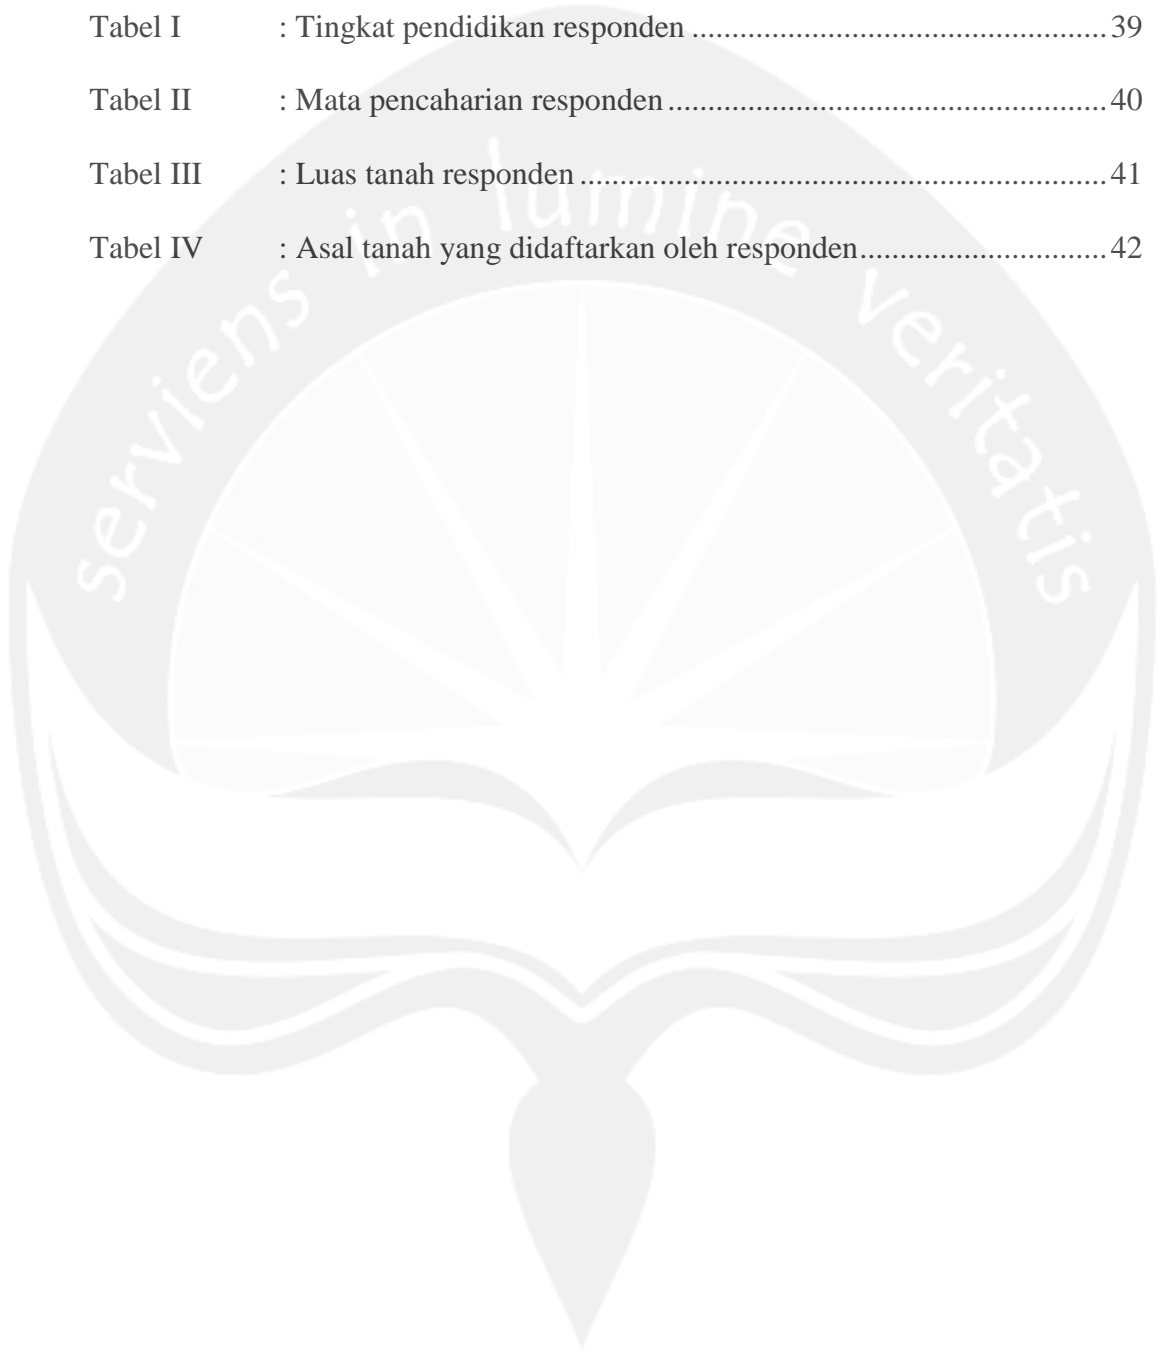 Tabel I : Tingkat pendidikan responden .................................................... 39
Tabel II : Mata pencaharian responden ....................................................... 40
Tabel III : Luas tanah responden .................................................................. 41
Tabel IV : Asal tanah yang didaftarkan oleh responden............................... 42
serviens in lumine veritatis